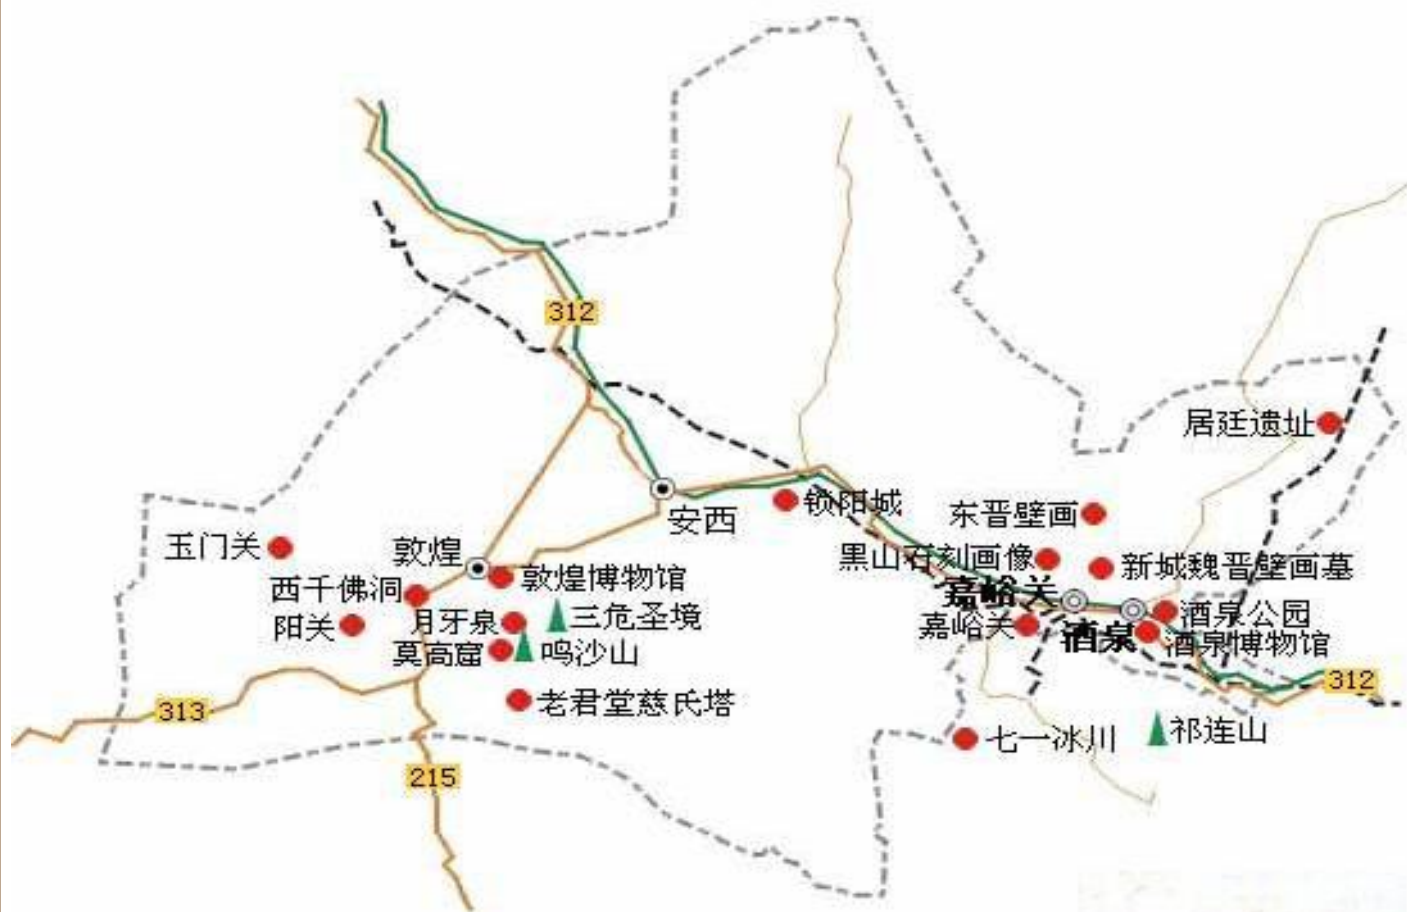 312
居廷遗址
锁阳城
安西
东晋壁画
玉门关
敦煌
黑山石刻画像
新城魏晋壁画墓
敦煌博物馆
西千佛洞
嘉峪关
月牙泉
三危圣境
酒泉公园
阳关
嘉峪关
酒泉
酒泉博物馆
莫高窟
鸣沙山
312
老君堂慈氏塔
313
七一冰川
祁连山
215